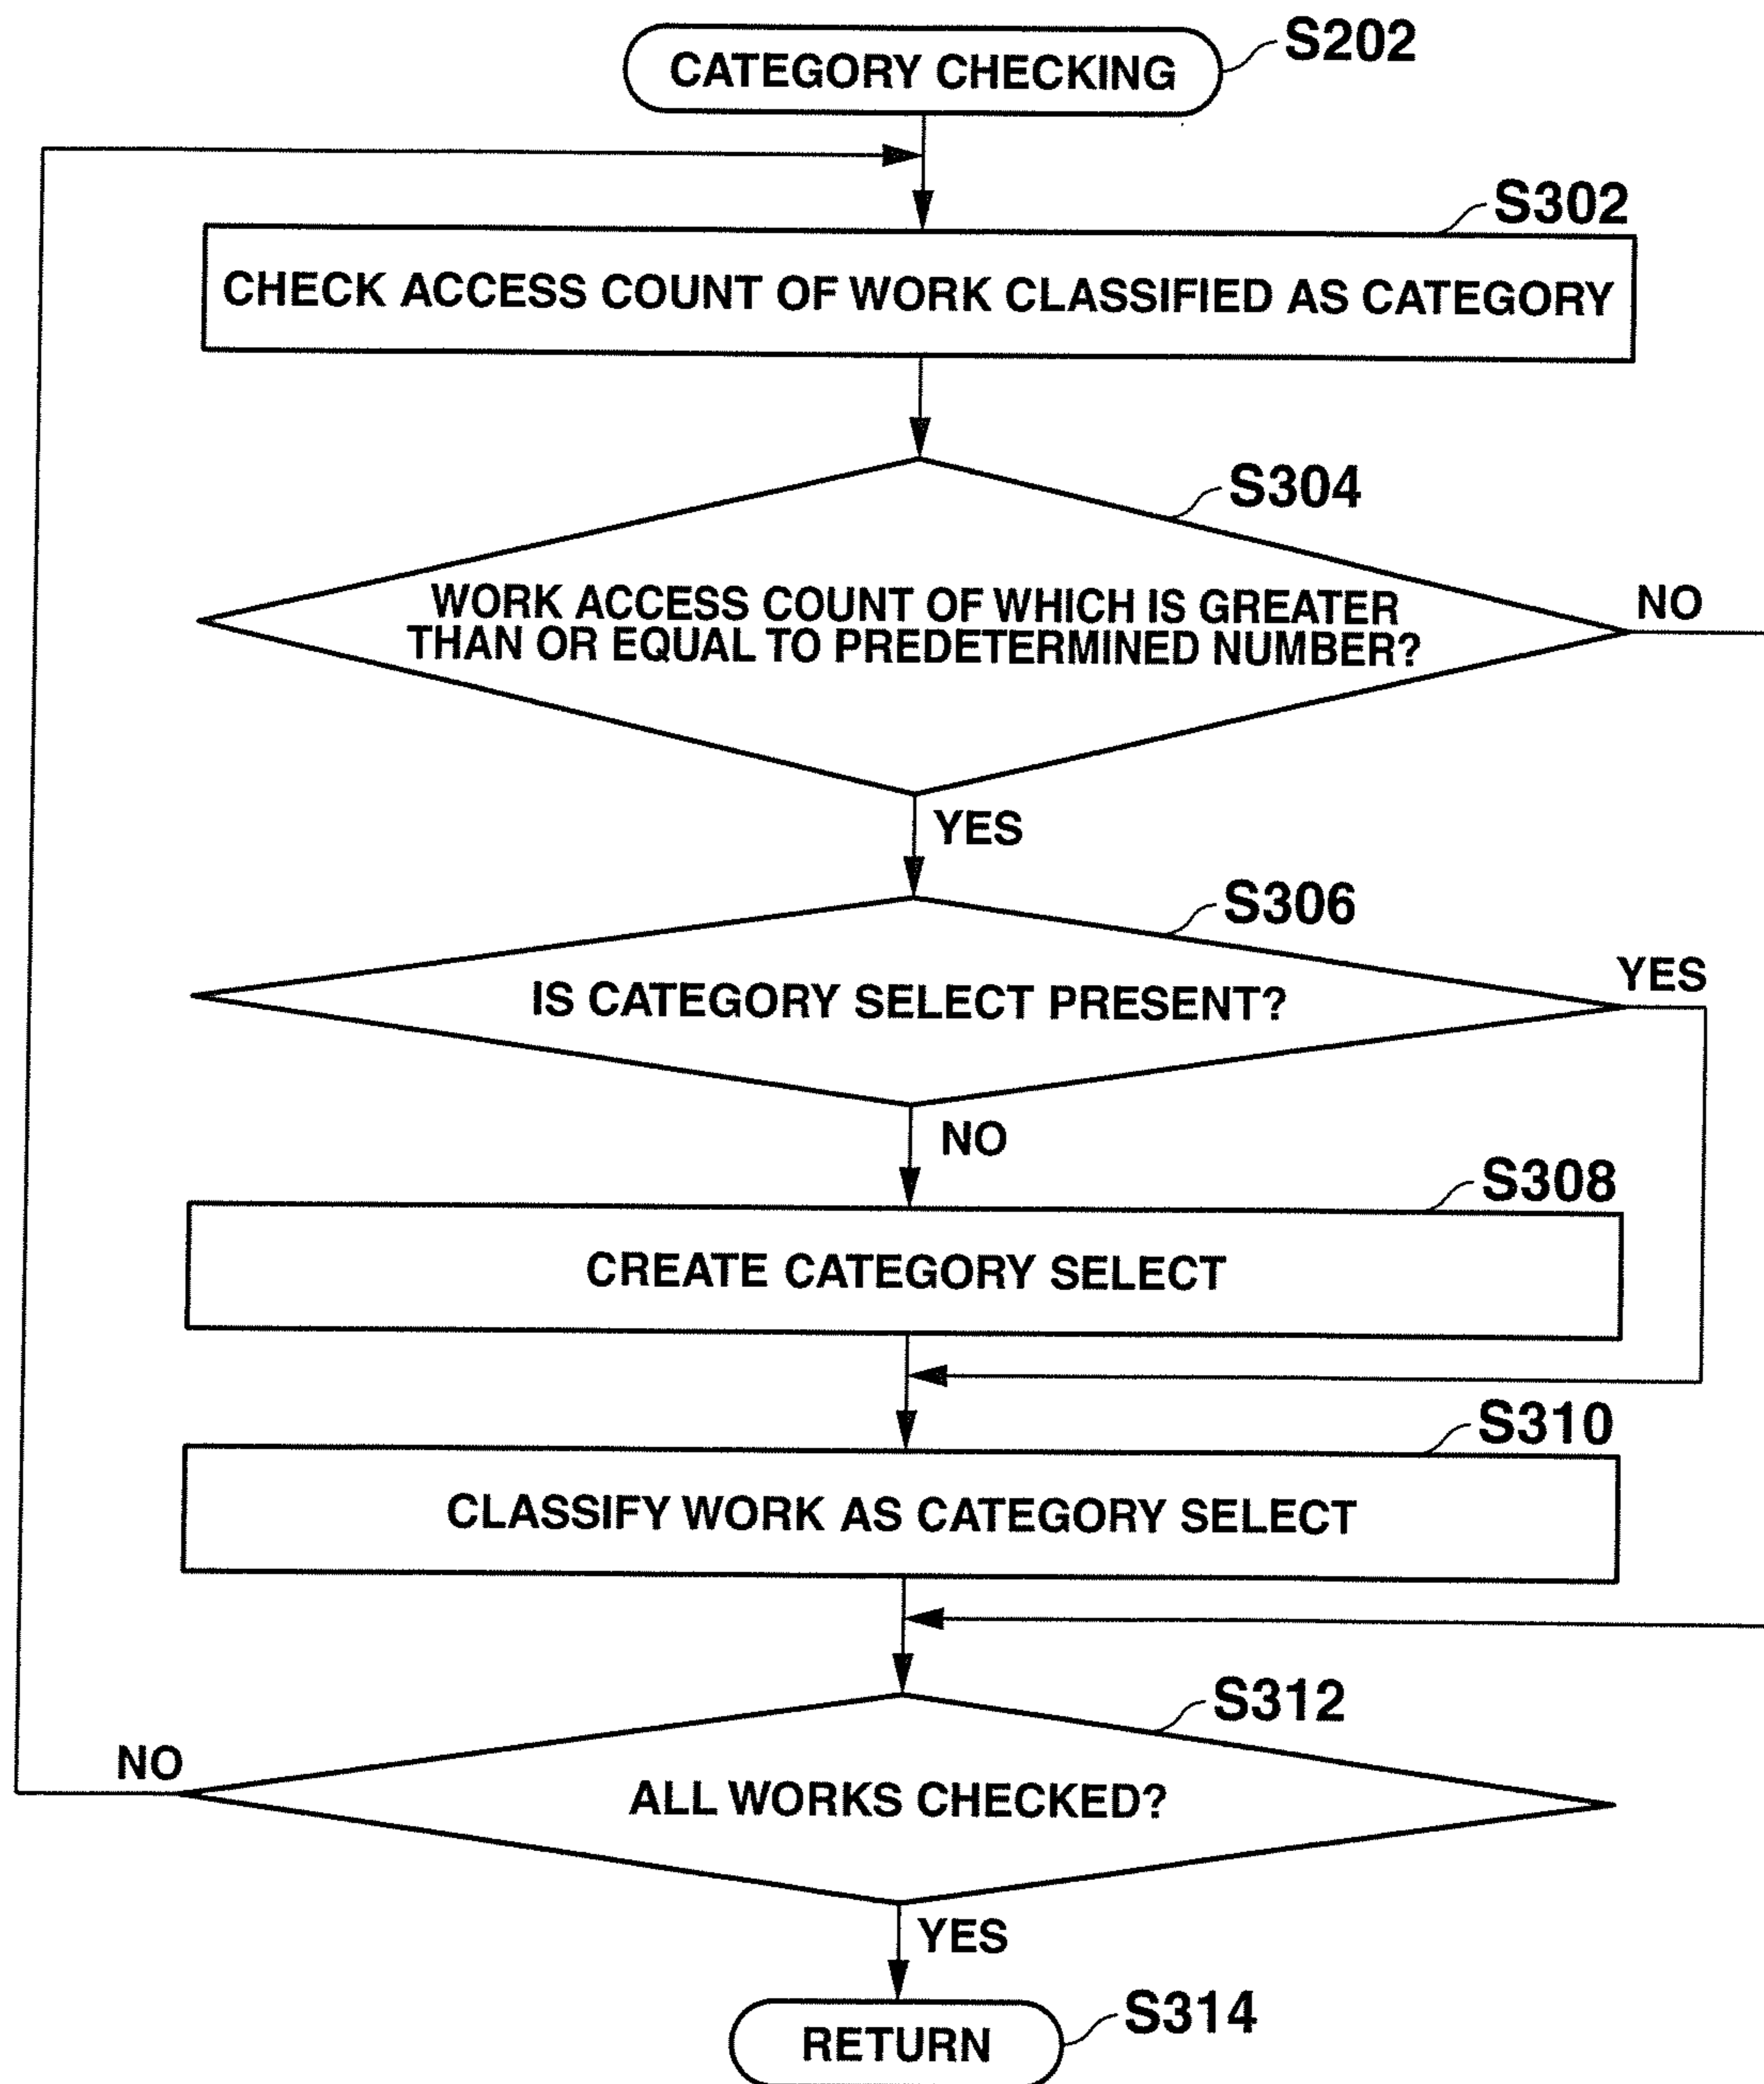 CATEGORY CHECKING
S202
S302
CHECK ACCESS COUNT OF WORK CLASSIFIED AS CATEGORY
S304
WORK ACCESS COUNT OF WHICH IS GREATER
THAN OR EQUAL TO PREDETERMINED NUMBER?
NO
YES
S306
IS CATEGORY SELECT PRESENT?
YES
NO
S308
CREATE CATEGORY SELECT
S310
CLASSIFY WORK AS CATEGORY SELECT
S312
NO
ALL WORKS CHECKED?
YES
RETURN
S314